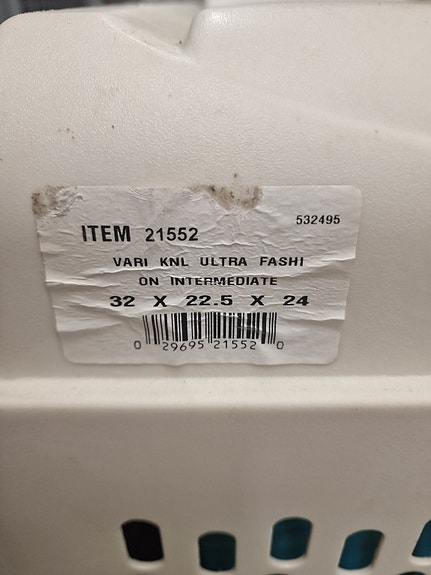 532495
ITEM 21552
VARI KNL ULTRA FASHI
ON INTERMEDIATE
32 X 22.5 X 24
0 29695 21552 0